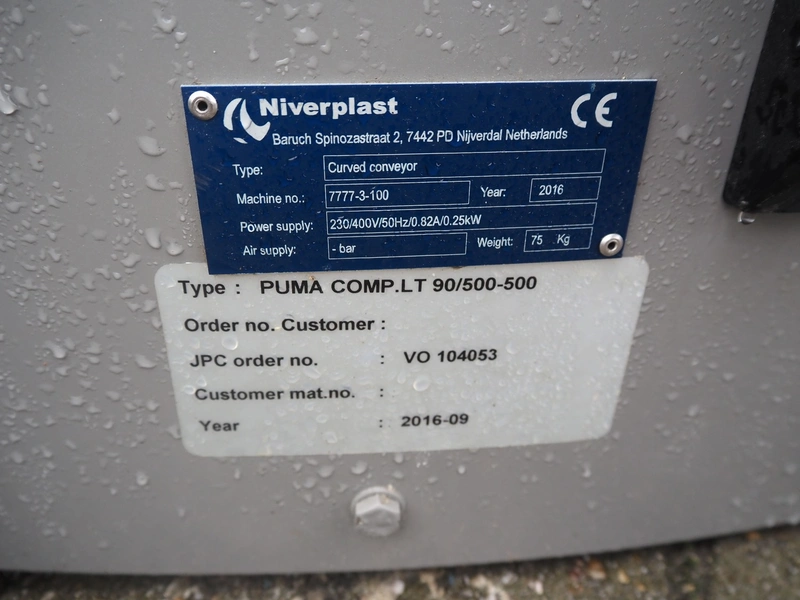 Niverplast
CE
Baruch Spinozastraat 2, 7442 PD Nijverdal Netherlands
Type: Curved conveyor
Machine no.: 7777-3-100 Year: 2016
Power supply: 230/400V/50Hz/0.82A/0.25kW
Air supply: - bar Weight: 75 Kg
Type : PUMA COMP.LT 90/500-500
Order no. Customer :
JPC order no. : VO 104053
Customer mat.no. :
Year : 2016-09